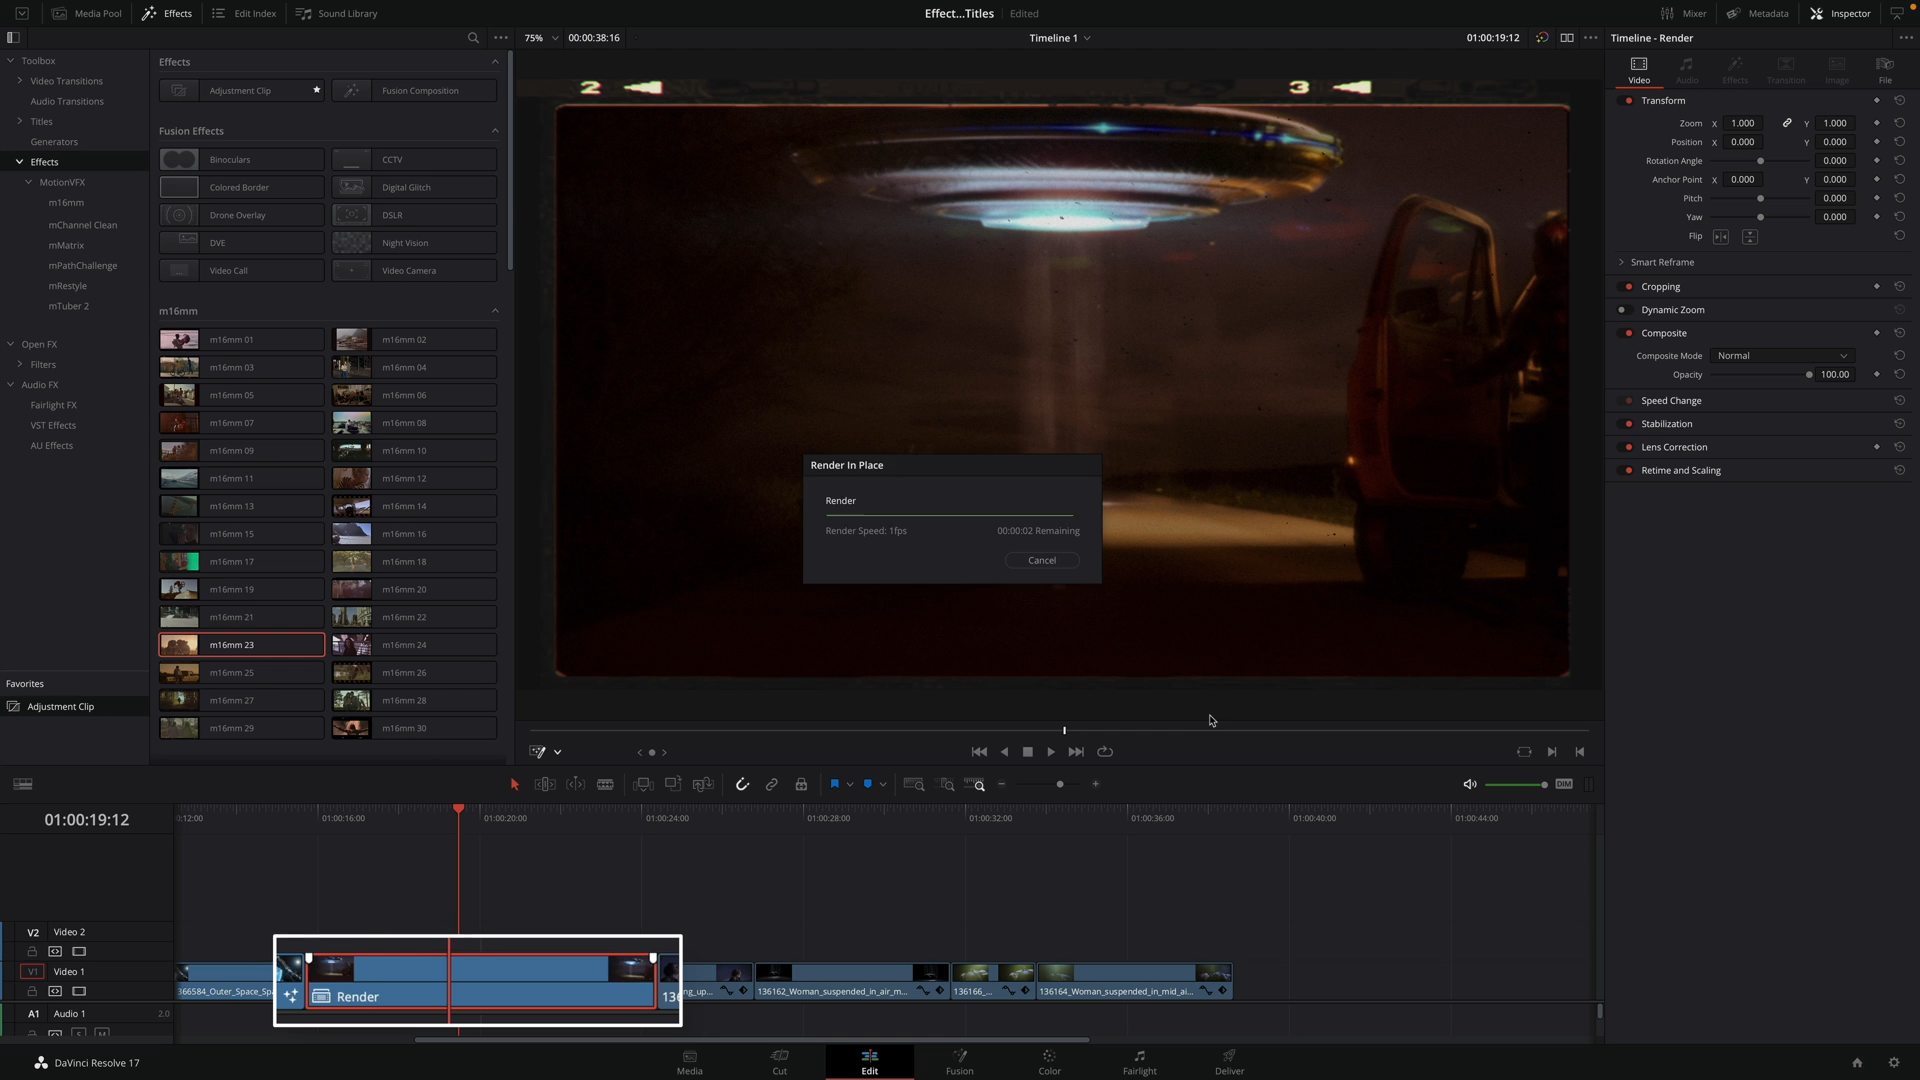 Media Pool
Effects
Edit Index
Sound Library
Effect...Titles
Edited
Mixer
Metadata
Inspector
75%
00:00:38:16
Timeline 1
01:00:19:12
Timeline - Render
Toolbox
Video Transitions
Audio Transitions
Titles
Generators
Effects
MotionVFX
m16mm
mChannel Clean
mMatrix
mPathChallenge
mRestyle
mTuber 2
Open FX
Filters
Audio FX
Fairlight FX
VST Effects
AU Effects
Favorites
Adjustment Clip
Effects
Adjustment Clip
Fusion Composition
Fusion Effects
Binoculars
CCTV
Colored Border
Digital Glitch
Drone Overlay
DSLR
DVE
Night Vision
Video Call
Video Camera
m16mm
m16mm 01
m16mm 02
m16mm 03
m16mm 04
m16mm 05
m16mm 06
m16mm 07
m16mm 08
m16mm 09
m16mm 10
m16mm 11
m16mm 12
m16mm 13
m16mm 14
m16mm 15
m16mm 16
m16mm 17
m16mm 18
m16mm 19
m16mm 20
m16mm 21
m16mm 22
m16mm 23
m16mm 24
m16mm 25
m16mm 26
m16mm 27
m16mm 28
m16mm 29
m16mm 30
2
3
Render In Place
Render
Render Speed: 1fps
00:00:02 Remaining
Cancel
Video
Audio
Effects
Transition
Image
File
Transform
Zoom X 1.000 Y 1.000
Position X 0.000 Y 0.000
Rotation Angle 0.000
Anchor Point X 0.000 Y 0.000
Pitch 0.000
Yaw 0.000
Flip
Smart Reframe
Cropping
Dynamic Zoom
Composite
Composite Mode Normal
Opacity 100.00
Speed Change
Stabilization
Lens Correction
Retime and Scaling
DIM
01:00:19:12
0:12:00
01:00:16:00
01:00:20:00
01:00:24:00
01:00:28:00
01:00:32:00
01:00:36:00
01:00:40:00
01:00:44:00
V2 Video 2
V1 Video 1
366584_Outer_Space_Sp
Render
136
ng_up...
136162_Woman_suspended_in_air_m...
136166_...
136164_Woman_suspended_in_mid_ai...
A1 Audio 1 2.0
S M
DaVinci Resolve 17
Media
Cut
Edit
Fusion
Color
Fairlight
Deliver